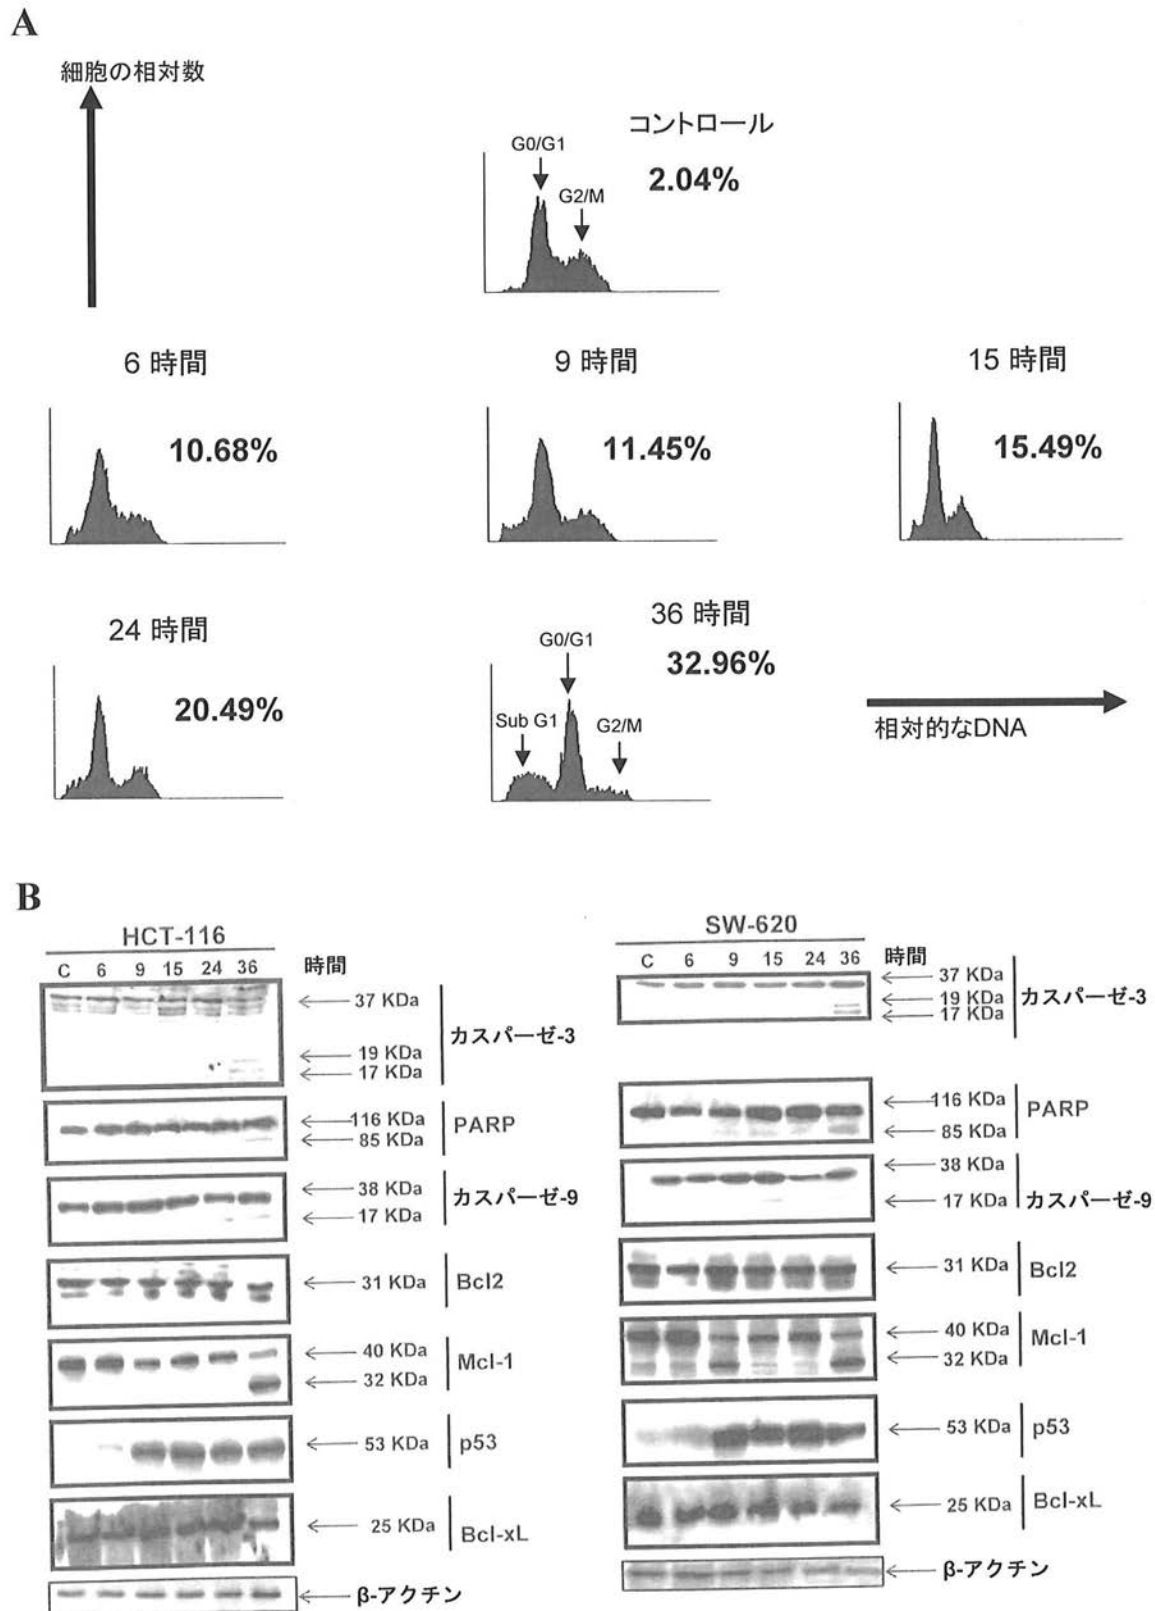 A
細胞の相対数
コントロール
G0/G1
2.04%
G2/M
6 時間
9 時間
15 時間
10.68%
11.45%
15.49%
24 時間
36 時間
G0/G1
32.96%
20.49%
Sub G1
G2/M
相対的なDNA
B
HCT-116
C 6 9 15 24 36 時間
37 KDa
カスパーゼ-3
19 KDa
17 KDa
116 KDa
PARP
85 KDa
38 KDa
カスパーゼ-9
17 KDa
31 KDa
Bcl2
40 KDa
Mcl-1
32 KDa
53 KDa
p53
25 KDa
Bcl-xL
β-アクチン
SW-620
C 6 9 15 24 36 時間
37 KDa
19 KDa
カスパーゼ-3
17 KDa
116 KDa
PARP
85 KDa
38 KDa
17 KDa
カスパーゼ-9
31 KDa
Bcl2
40 KDa
Mcl-1
32 KDa
53 KDa
p53
25 KDa
Bcl-xL
β-アクチン